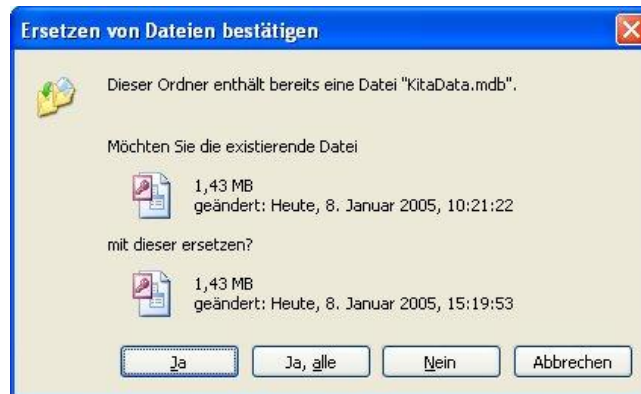 Ersetzen von Dateien bestätigen
Dieser Ordner enthält bereits eine Datei "KitaData.mdb".
Möchten Sie die existierende Datei
1,43 MB
geändert: Heute, 8. Januar 2005, 10:21:22
mit dieser ersetzen?
1,43 MB
geändert: Heute, 8. Januar 2005, 15:19:53
Ja Ja, alle Nein Abbrechen